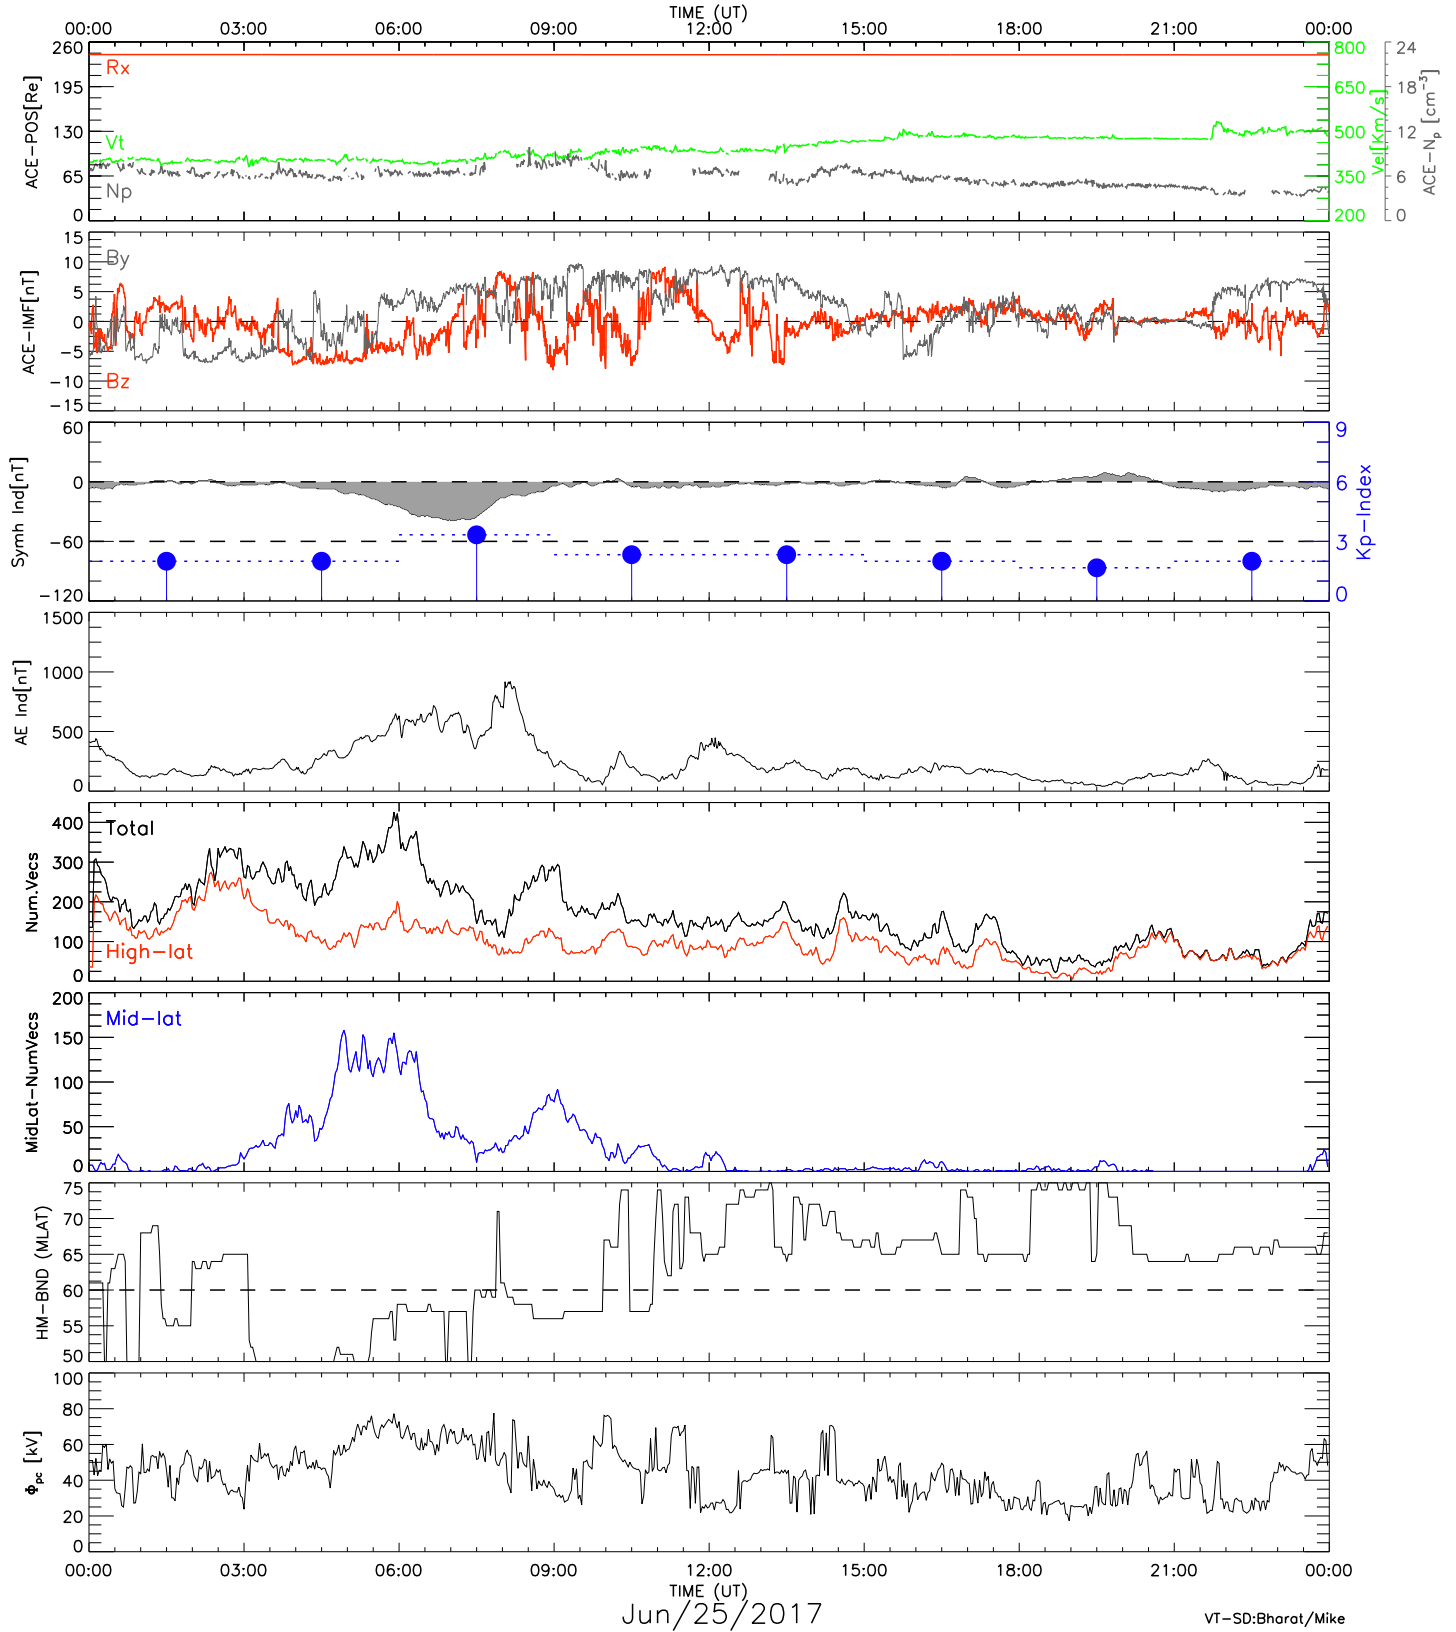 TIME (UT)
00:00 03:00 06:00 09:00 12:00 15:00 18:00 21:00 00:00
260 195 130 65 0
ACE-POS[Re]
Rx
Vt
Np
800 650 500 350 200
Vel[Km/s]
24 18 12 6 0
ACE-Np [cm-3]
15 10 5 0 -5 -10 -15
ACE-IMF[nT]
By
Bz
60 0 -60 -120
Symh Ind[nT]
9 6 3 0
Kp-Index
1500 1000 500 0
AE Ind[nT]
400 300 200 100 0
Num.Vecs
Total
High-lat
200 150 100 50 0
MidLat-NumVecs
Mid-lat
75 70 65 60 55 50
HM-BND (MLAT)
100 80 60 40 20 0
Φpc [kV]
00:00 03:00 06:00 09:00 12:00 15:00 18:00 21:00 00:00
TIME (UT)
Jun/25/2017
VT-SD:Bharat/Mike